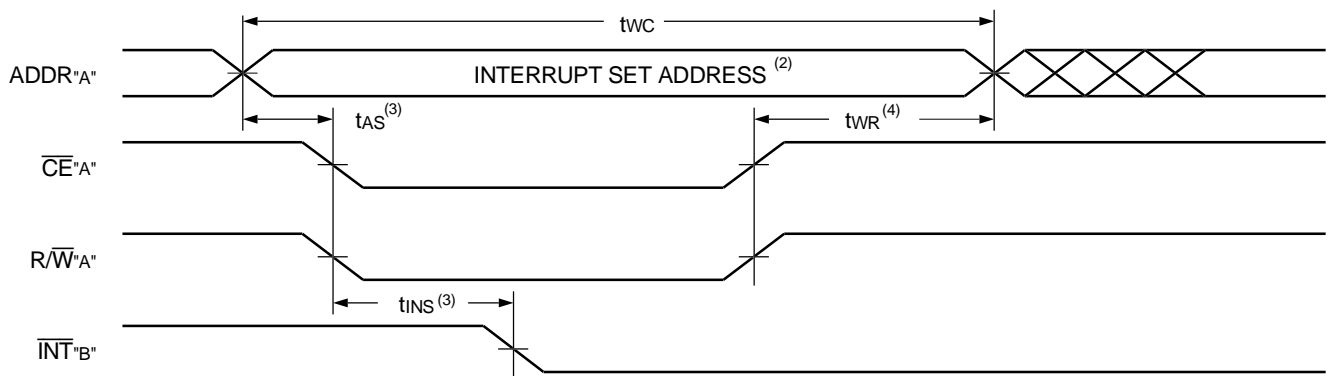 tWC
ADDR"A"
INTERRUPT SET ADDRESS (2)
tAS(3)
tWR(4)
CE"A"
R/W"A"
tINS(3)
INT"B"